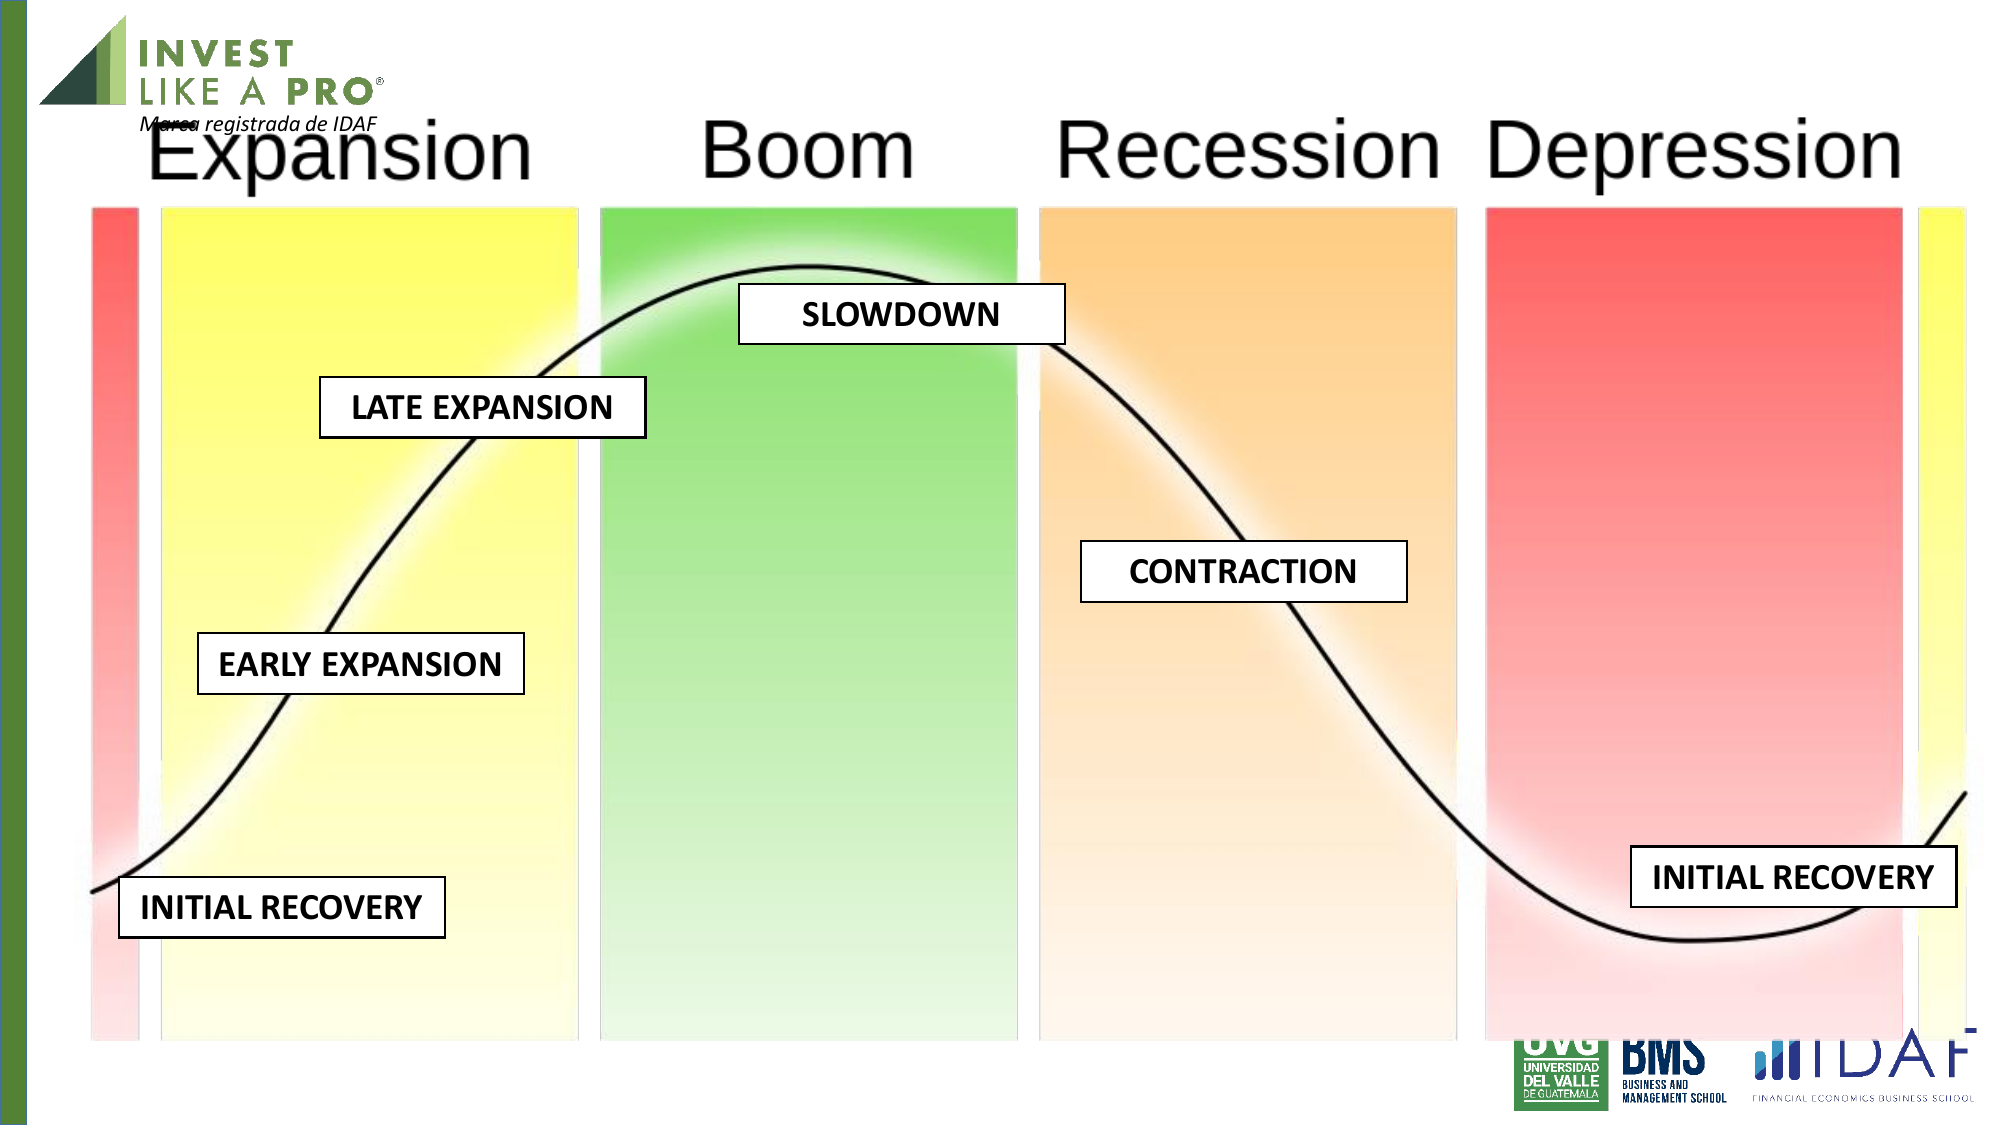 INVEST
LIKE A PRO®
Marca registrada de IDAF
Expansion Boom Recession Depression
SLOWDOWN
LATE EXPANSION
CONTRACTION
EARLY EXPANSION
INITIAL RECOVERY
INITIAL RECOVERY
UVG
UNIVERSIDAD
DEL VALLE
DE GUATEMALA
BMS
BUSINESS AND
MANAGEMENT SCHOOL
IDAF
FINANCIAL ECONOMICS BUSINESS SCHOOL